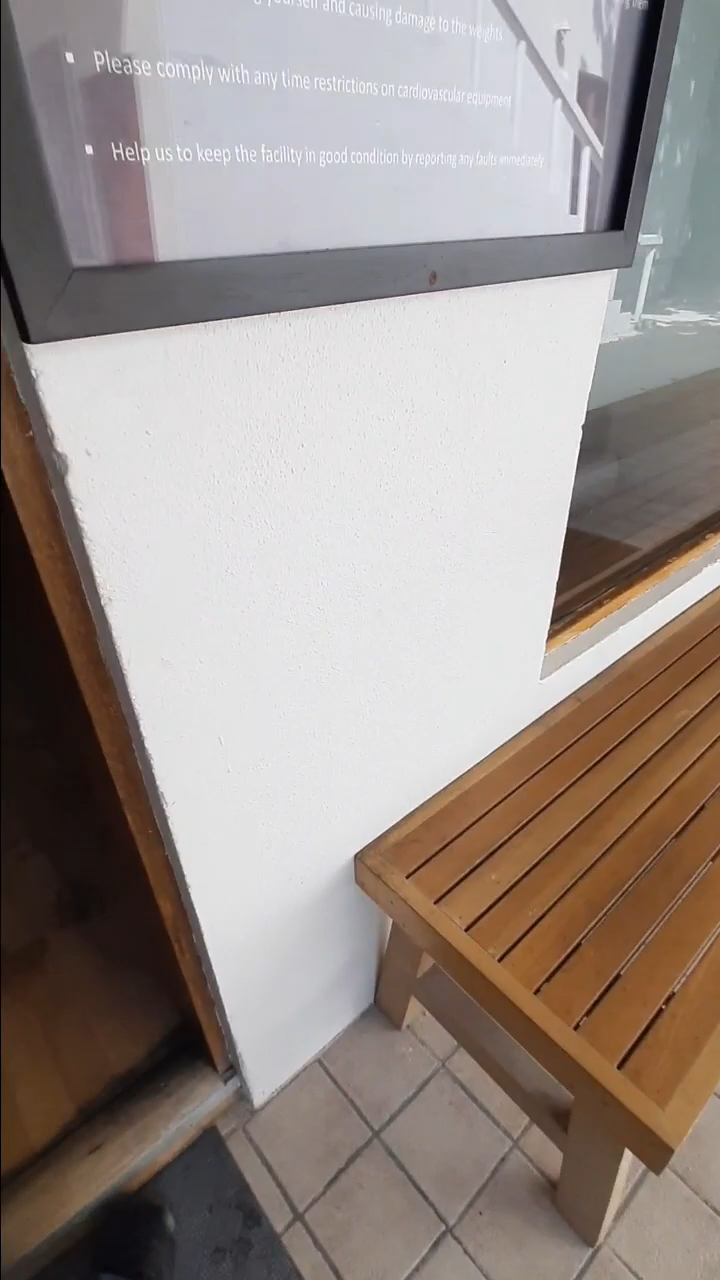 yourself and causing damage to the weights
▪ Please comply with any time restrictions on cardiovascular equipment
▪ Help us to keep the facility in good condition by reporting any faults immediately